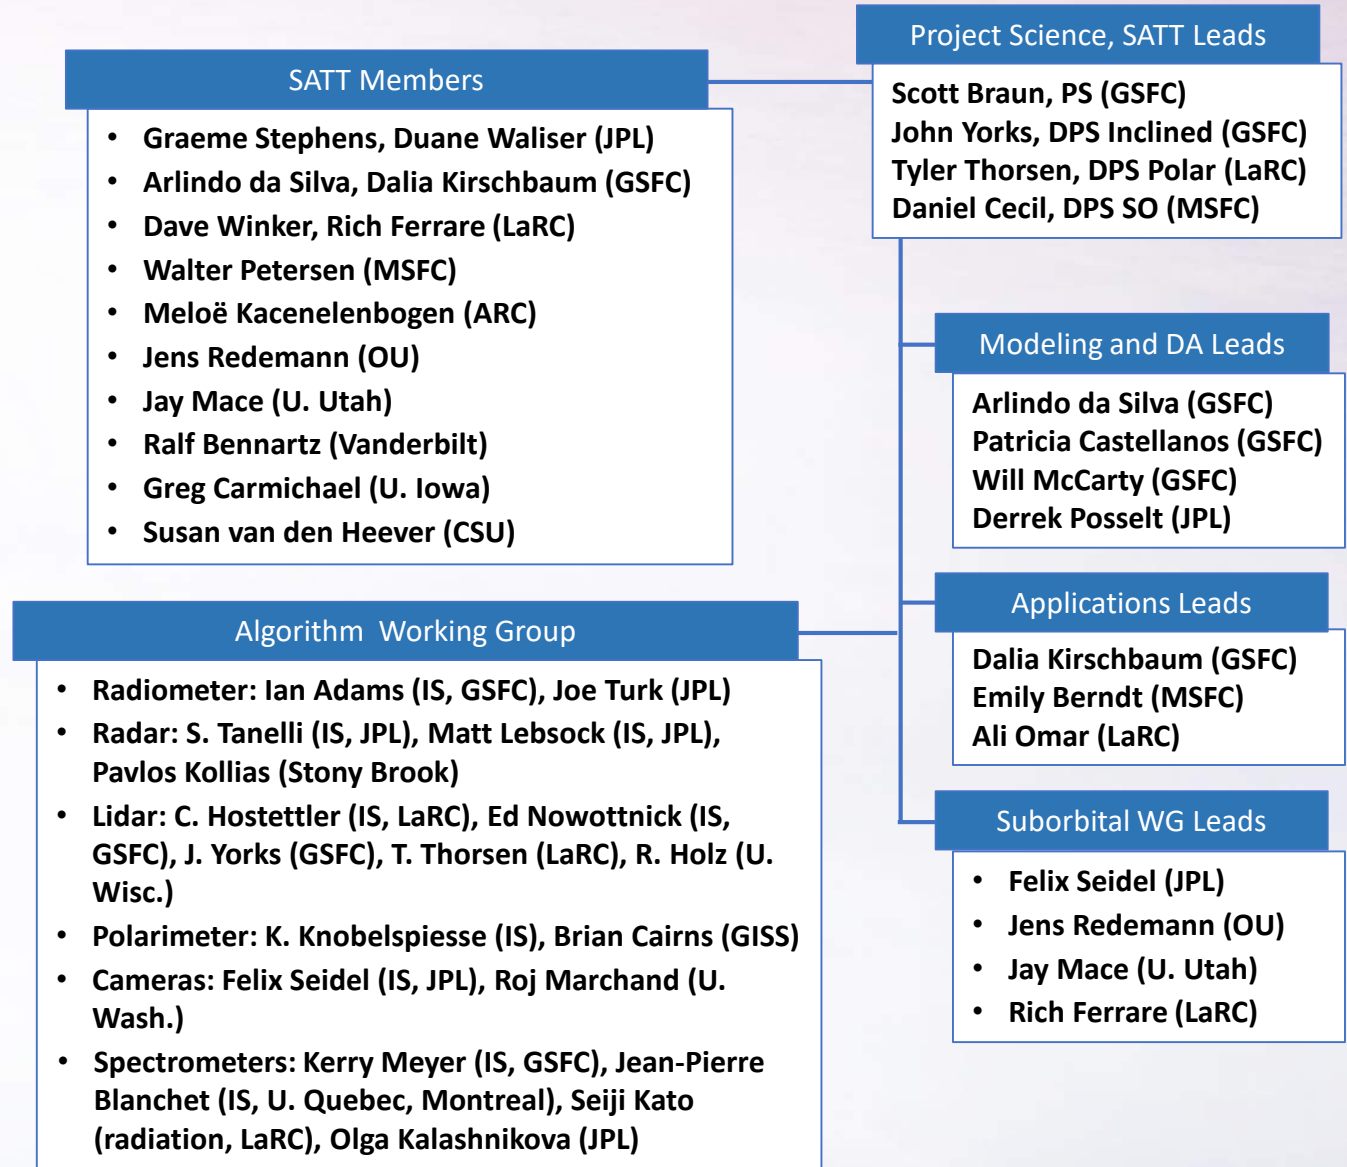 Project Science, SATT Leads
Scott Braun, PS (GSFC)
John Yorks, DPS Inclined (GSFC)
Tyler Thorsen, DPS Polar (LaRC)
Daniel Cecil, DPS SO (MSFC)
SATT Members
• Graeme Stephens, Duane Waliser (JPL)
• Arlindo da Silva, Dalia Kirschbaum (GSFC)
• Dave Winker, Rich Ferrare (LaRC)
• Walter Petersen (MSFC)
• Meloë Kacenelenbogen (ARC)
• Jens Redemann (OU)
• Jay Mace (U. Utah)
• Ralf Bennartz (Vanderbilt)
• Greg Carmichael (U. Iowa)
• Susan van den Heever (CSU)
Modeling and DA Leads
Arlindo da Silva (GSFC)
Patricia Castellanos (GSFC)
Will McCarty (GSFC)
Derrek Posselt (JPL)
Algorithm  Working Group
• Radiometer: Ian Adams (IS, GSFC), Joe Turk (JPL)
• Radar: S. Tanelli (IS, JPL), Matt Lebsock (IS, JPL),
Pavlos Kollias (Stony Brook)
• Lidar: C. Hostettler (IS, LaRC), Ed Nowottnick (IS,
GSFC), J. Yorks (GSFC), T. Thorsen (LaRC), R. Holz (U.
Wisc.)
• Polarimeter: K. Knobelspiesse (IS), Brian Cairns (GISS)
• Cameras: Felix Seidel (IS, JPL), Roj Marchand (U.
Wash.)
• Spectrometers: Kerry Meyer (IS, GSFC), Jean-Pierre
Blanchet (IS, U. Quebec, Montreal), Seiji Kato
(radiation, LaRC), Olga Kalashnikova (JPL)
Applications Leads
Dalia Kirschbaum (GSFC)
Emily Berndt (MSFC)
Ali Omar (LaRC)
Suborbital WG Leads
• Felix Seidel (JPL)
• Jens Redemann (OU)
• Jay Mace (U. Utah)
• Rich Ferrare (LaRC)